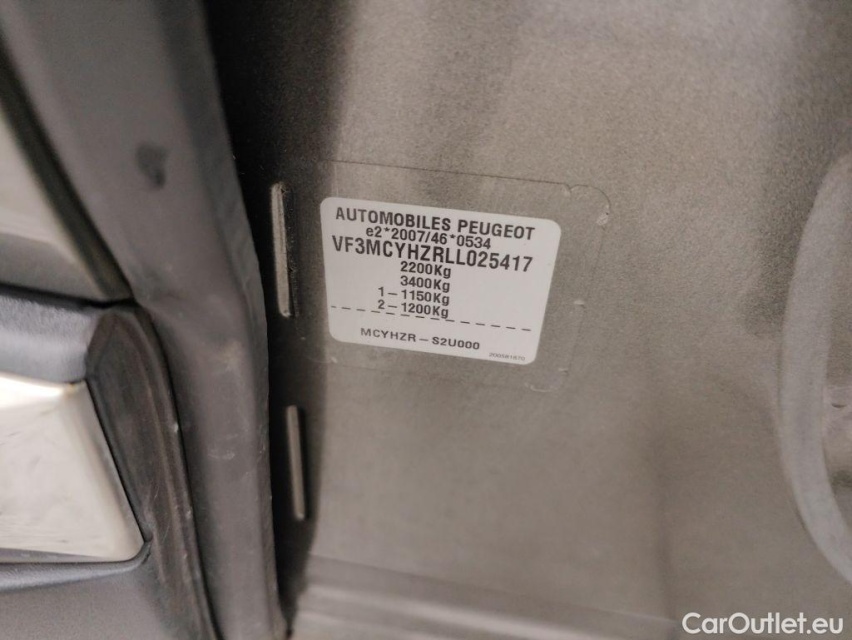 AUTOMOBILES PEUGEOT
e2*2007/46*0534
VF3MCYHZRLL025417
2200Kg
3400Kg
1-1150Kg
2-1200Kg
MCYHZR-S2U000
CarOutlet.eu